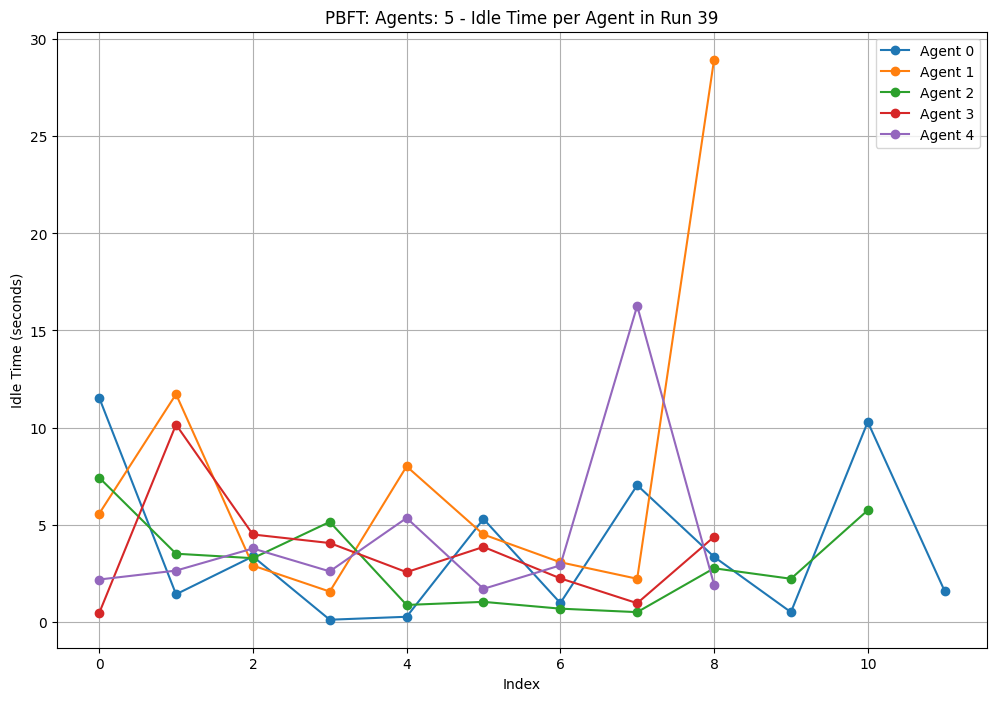 PBFT: Agents: 5 - Idle Time per Agent in Run 39
Agent 0
Agent 1
Agent 2
Agent 3
Agent 4
30
25
20
15
10
5
0
Idle Time (seconds)
0 2 4 6 8 10
Index